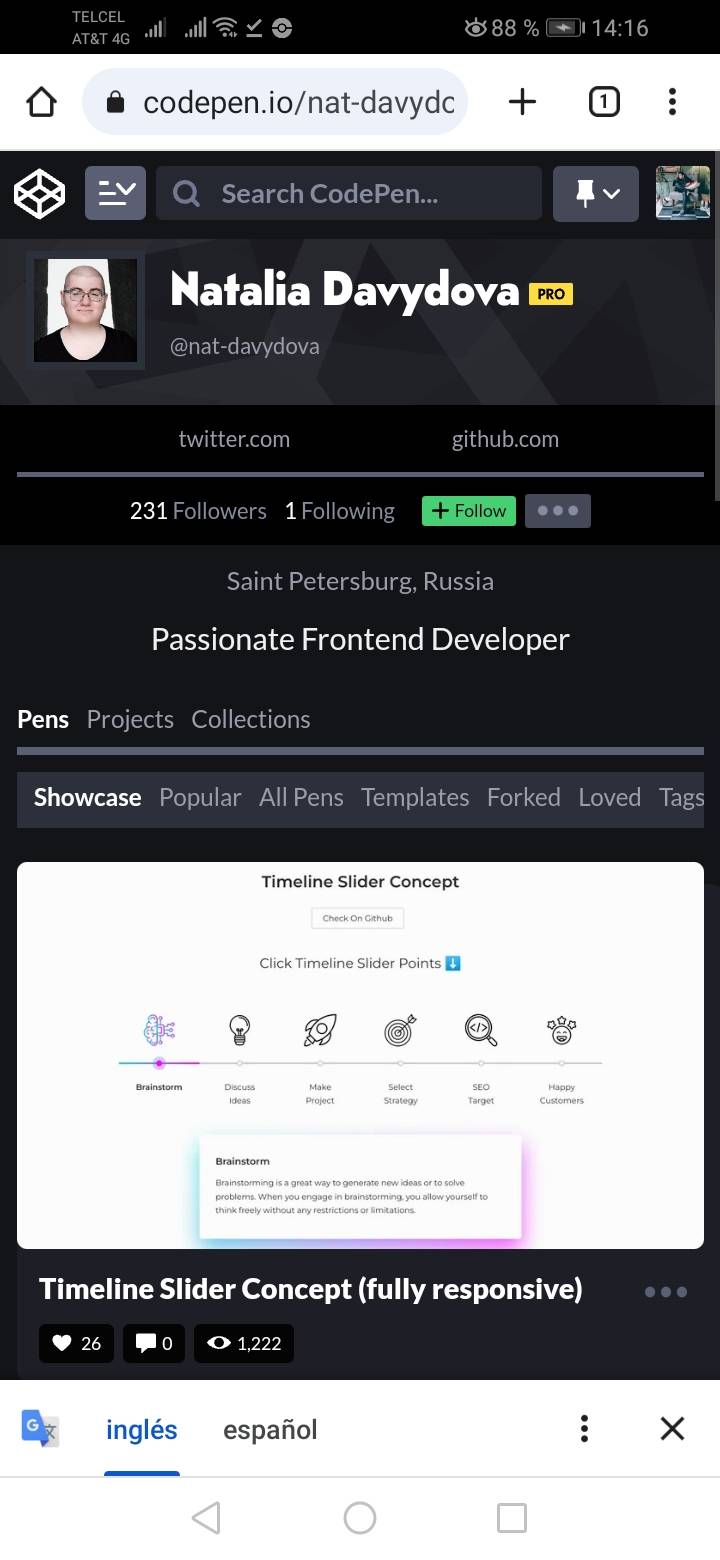 TELCEL
AT&T 4G
88 % 14:16
codepen.io/nat-davydo
1
Search CodePen...
Natalia Davydova PRO
@nat-davydova
twitter.com github.com
231 Followers 1 Following + Follow
Saint Petersburg, Russia
Passionate Frontend Developer
Pens Projects Collections
Showcase Popular All Pens Templates Forked Loved Tags
Timeline Slider Concept
Check On Github
Click Timeline Slider Points
Brainstorm Discuss Make Select SEO Happy
Ideas Project Strategy Target Customers
Brainstorm
Brainstorming is a great way to generate new ideas or to solve
problems. When you engage in brainstorming, you allow yourself to
think freely without any restrictions or limitations.
Timeline Slider Concept (fully responsive)
26 0 1,222
G inglés español